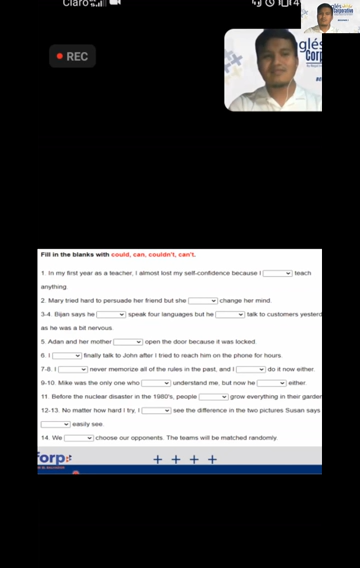 Claro
REC
glés
Corp
Fill in the blanks with could, can, couldn't, can't.
1. In my first year as a teacher, I almost lost my self-confidence because I teach
anything.
2. Mary tried hard to persuade her friend but she change her mind.
3-4. Bijan says he speak four languages but he talk to customers yesterd
as he was a bit nervous.
5. Adan and her mother open the door because it was locked.
6. I finally talk to John after I tried to reach him on the phone for hours.
7-8. I never memorize all of the rules in the past, and I do it now either.
9-10. Mike was the only one who understand me, but now he either.
11. Before the nuclear disaster in the 1980's, people grow everything in their garden
12-13. No matter how hard I try, I see the difference in the two pictures Susan says
easily see.
14. We choose our opponents. The teams will be matched randomly.
orp
+ + + +